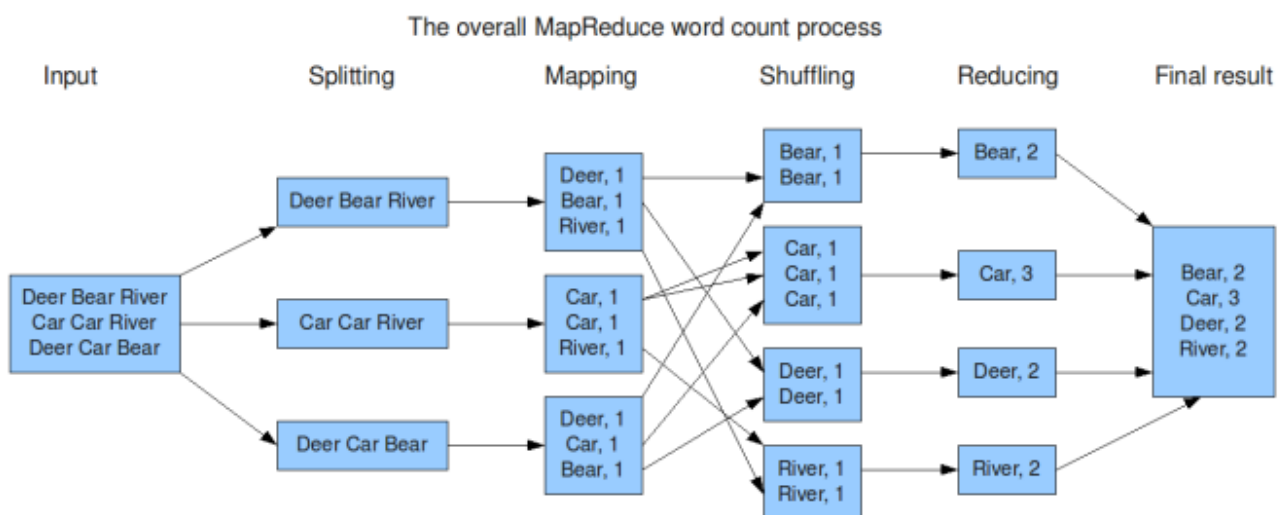 The overall MapReduce word count process
Input
Splitting
Mapping
Shuffling
Reducing
Final result
Deer Bear River
Car Car River
Deer Car Bear
Deer Bear River
Car Car River
Deer Car Bear
Deer, 1
Bear, 1
River, 1
Car, 1
Car, 1
River, 1
Deer, 1
Car, 1
Bear, 1
Bear, 1
Bear, 1
Car, 1
Car, 1
Car, 1
Deer, 1
Deer, 1
River, 1
River, 1
Bear, 2
Car, 3
Deer, 2
River, 2
Bear, 2
Car, 3
Deer, 2
River, 2